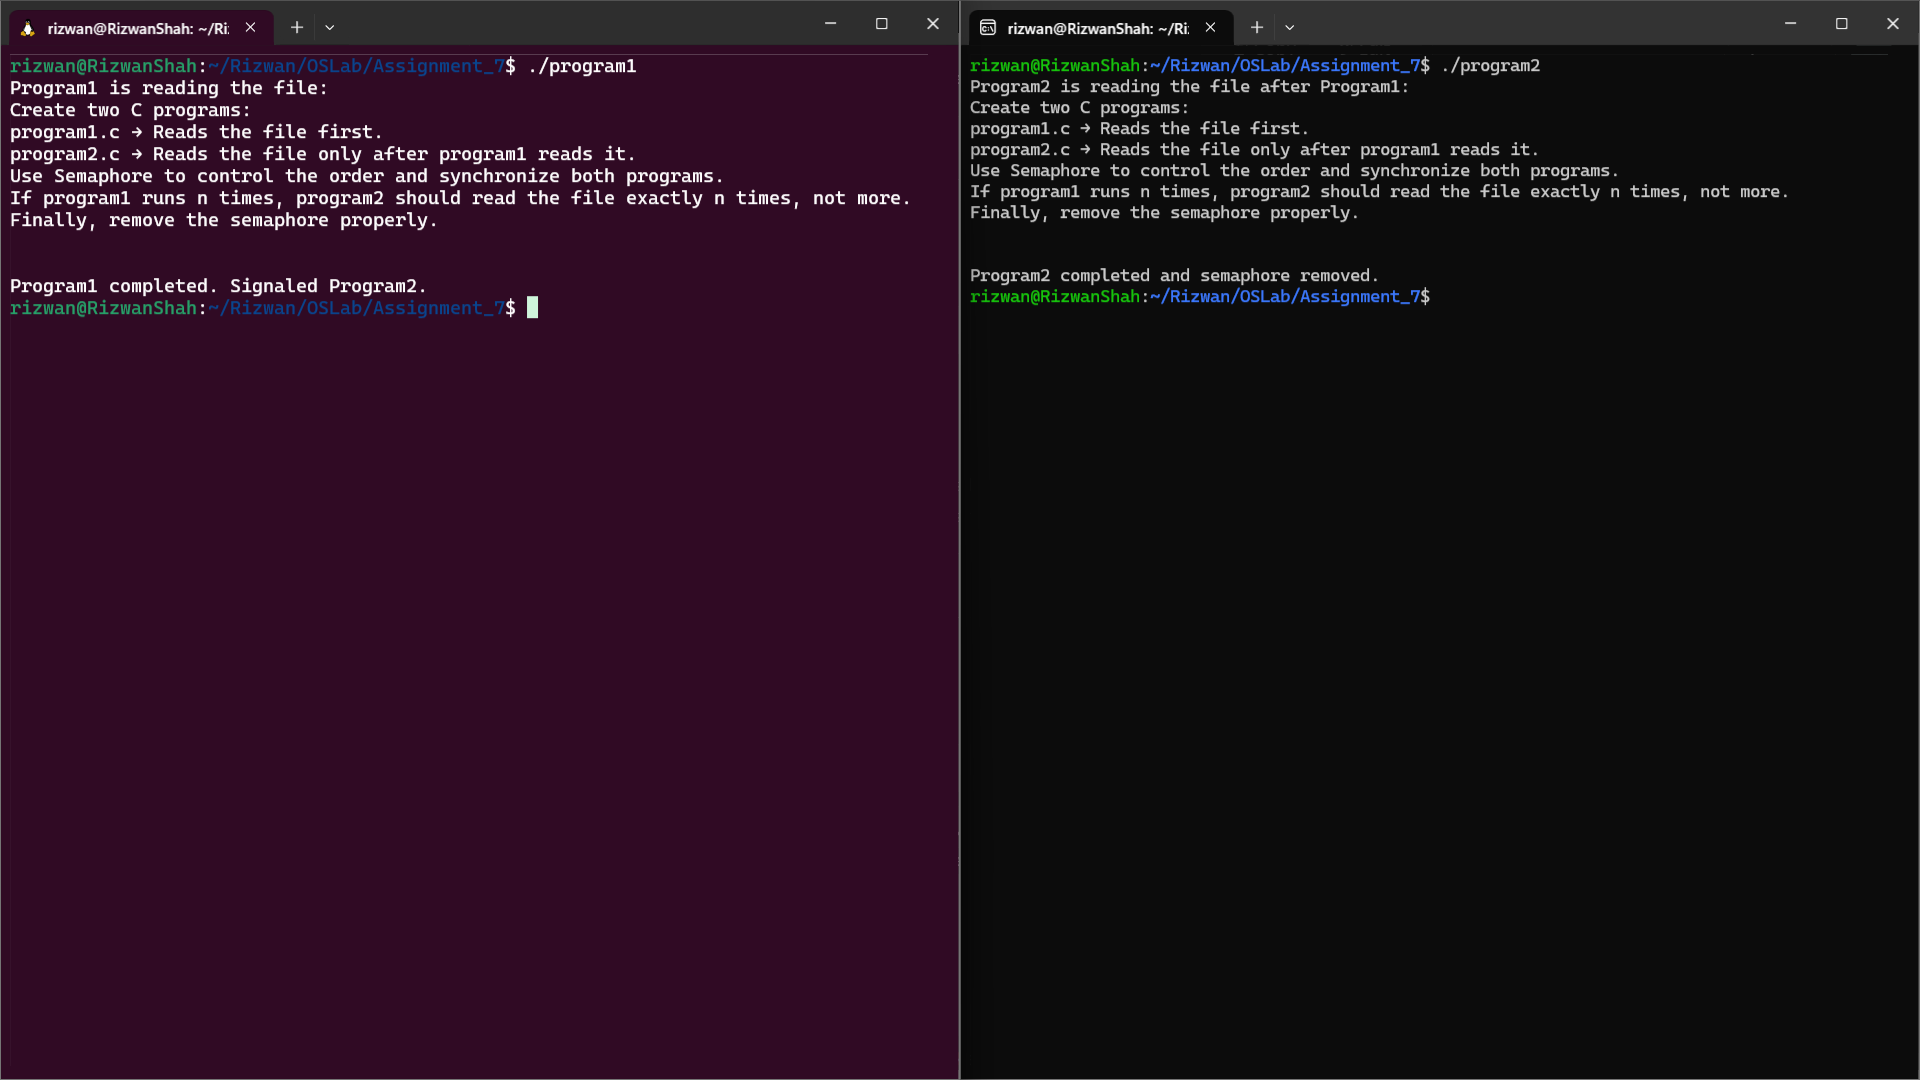 rizwan@RizwanShah: ~/Ri
rizwan@RizwanShah:~/Rizwan/OSLab/Assignment_7$ ./program1
Program1 is reading the file:
Create two C programs:
program1.c → Reads the file first.
program2.c → Reads the file only after program1 reads it.
Use Semaphore to control the order and synchronize both programs.
If program1 runs n times, program2 should read the file exactly n times, not more.
Finally, remove the semaphore properly.
Program1 completed. Signaled Program2.
rizwan@RizwanShah:~/Rizwan/OSLab/Assignment_7$
rizwan@RizwanShah: ~/Ri
rizwan@RizwanShah:~/Rizwan/OSLab/Assignment_7$ ./program2
Program2 is reading the file after Program1:
Create two C programs:
program1.c → Reads the file first.
program2.c → Reads the file only after program1 reads it.
Use Semaphore to control the order and synchronize both programs.
If program1 runs n times, program2 should read the file exactly n times, not more.
Finally, remove the semaphore properly.
Program2 completed and semaphore removed.
rizwan@RizwanShah:~/Rizwan/OSLab/Assignment_7$